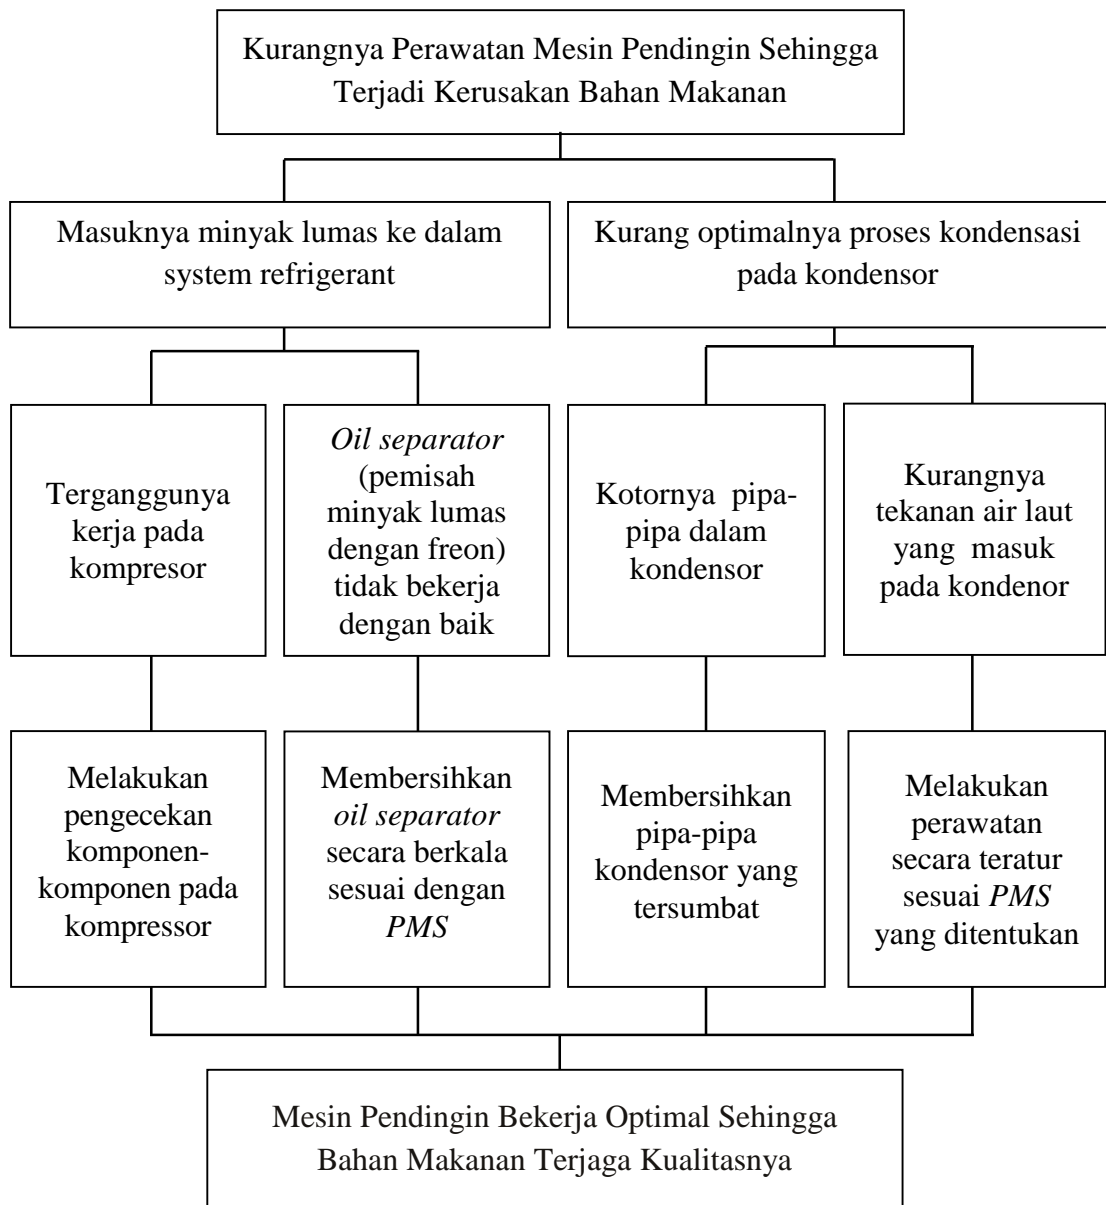 Kurangnya Perawatan Mesin Pendingin Sehingga
Terjadi Kerusakan Bahan Makanan
Masuknya minyak lumas ke dalam
system refrigerant
Kurang optimalnya proses kondensasi
pada kondensor
Terganggunya
kerja pada
kompresor
Oil separator
(pemisah
minyak lumas
dengan freon)
tidak bekerja
dengan baik
Kotornya pipa-
pipa dalam
kondensor
Kurangnya
tekanan air laut
yang masuk
pada kondenor
Melakukan
pengecekan
komponen-
komponen pada
kompressor
Membersihkan
oil separator
secara berkala
sesuai dengan
PMS
Membersihkan
pipa-pipa
kondensor yang
tersumbat
Melakukan
perawatan
secara teratur
sesuai PMS
yang ditentukan
Mesin Pendingin Bekerja Optimal Sehingga
Bahan Makanan Terjaga Kualitasnya